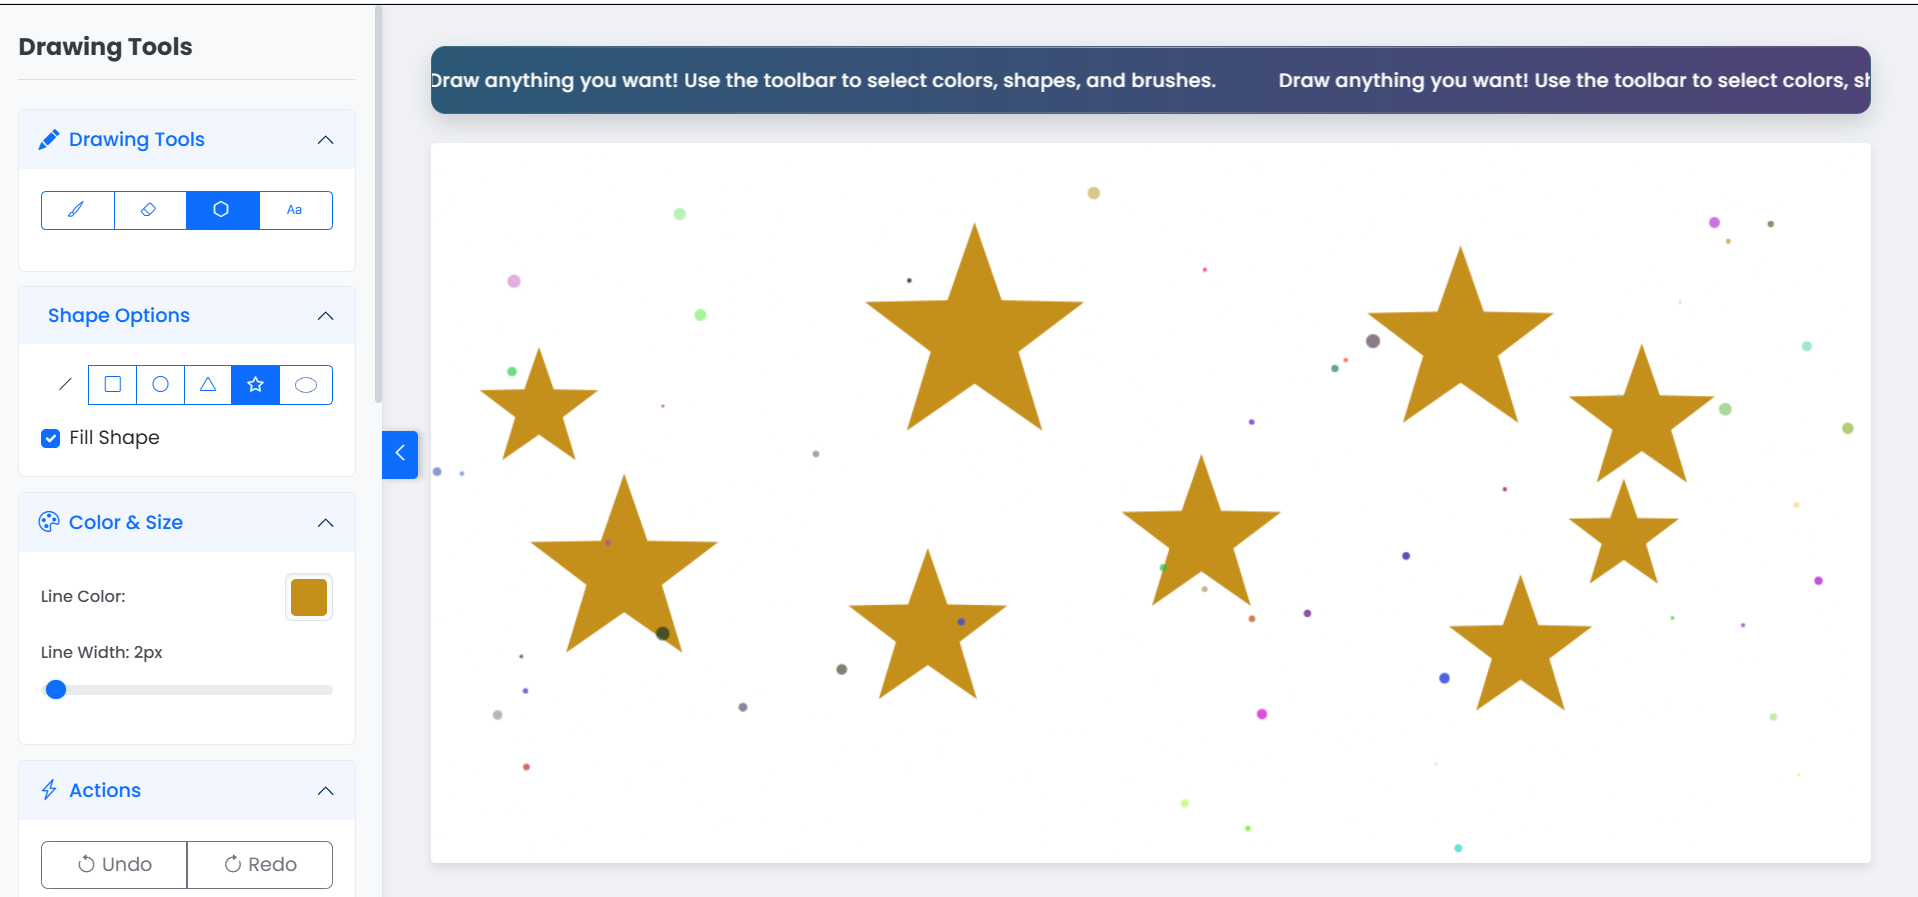 Drawing Tools
Drawing Tools
Aa
Shape Options
Fill Shape
Color & Size
Line Color:
Line Width: 2px
Actions
Undo Redo
Draw anything you want! Use the toolbar to select colors, shapes, and brushes. Draw anything you want! Use the toolbar to select colors, sh